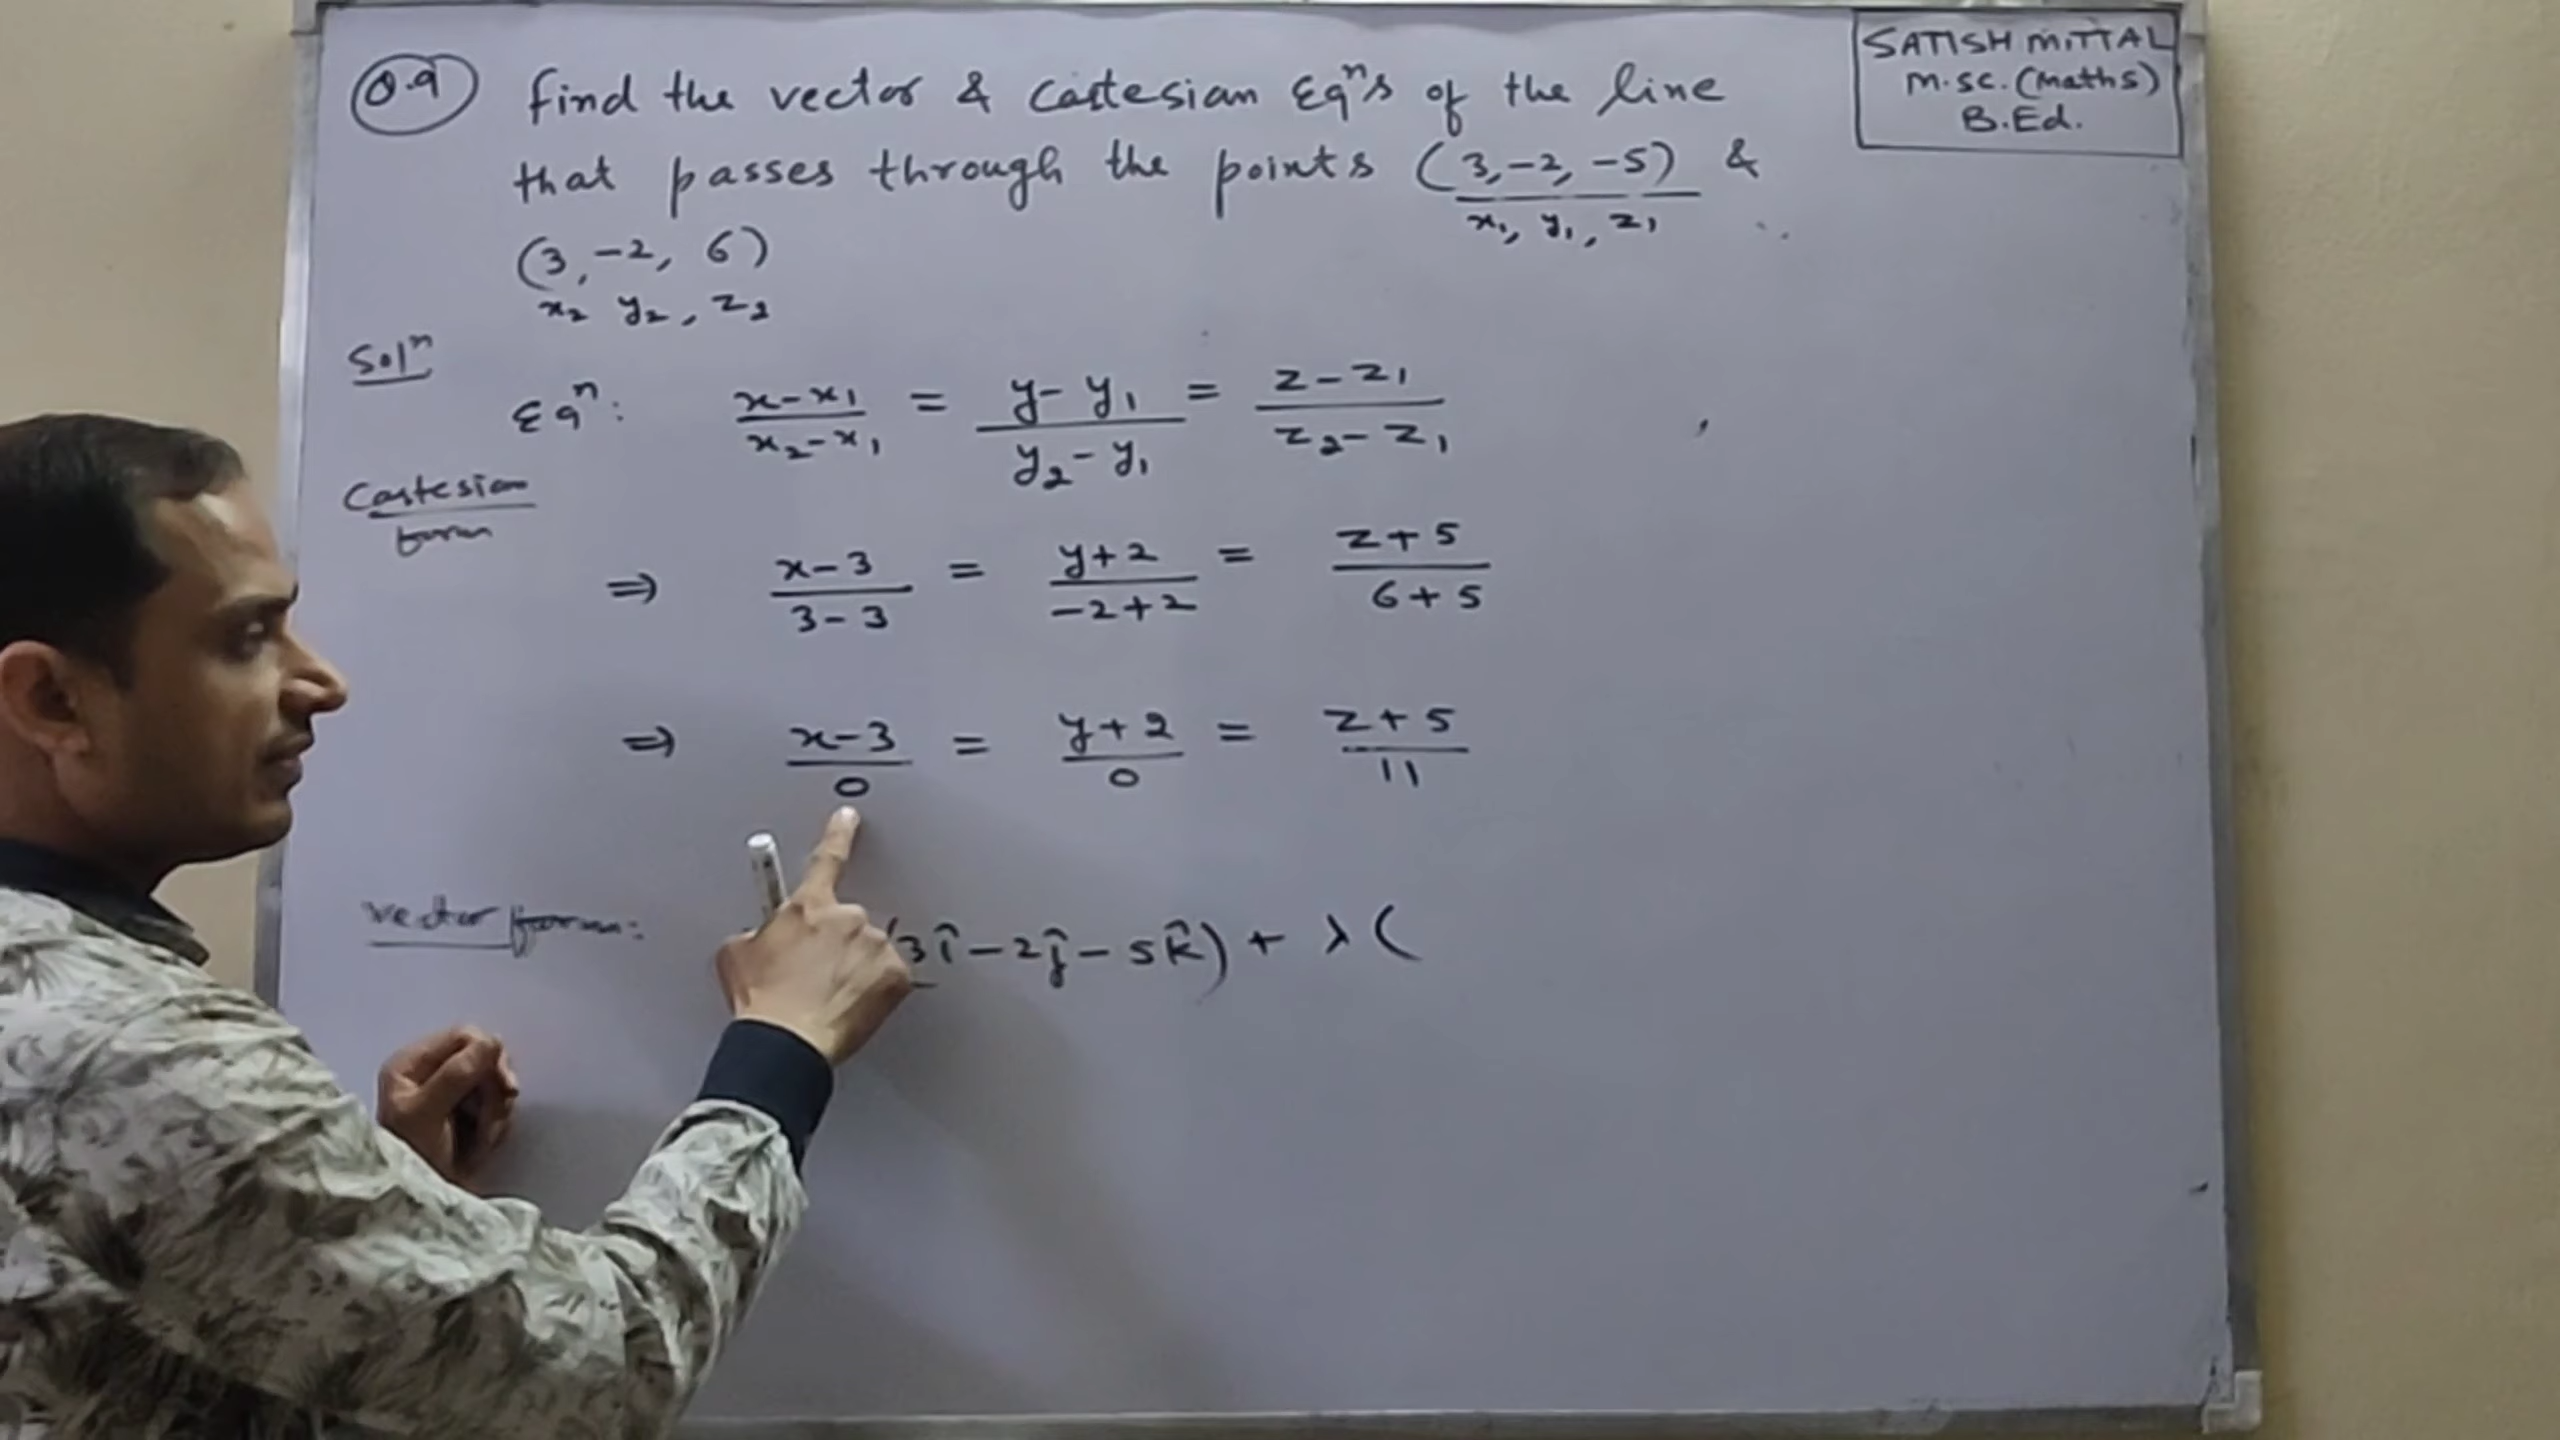 Q.9 Find the vector & Cartesian Eqⁿs of the line
that passes through the points (3,-2, -5) &
x₁, y₁, z₁
(3, -2, 6)
x₂ y₂, z₂
SATISH MITTAL
M.Sc. (Maths)
B.Ed.
Solⁿ
Eqⁿ: x-x₁/x₂-x₁ = y-y₁/y₂-y₁ = z-z₁/z₂-z₁
Cartesian
form
⇒ x-3/3-3 = y+2/-2+2 = z+5/6+5
⇒ x-3/0 = y+2/0 = z+5/11
Vector form: (3î-2ĵ-5k̂) + λ (